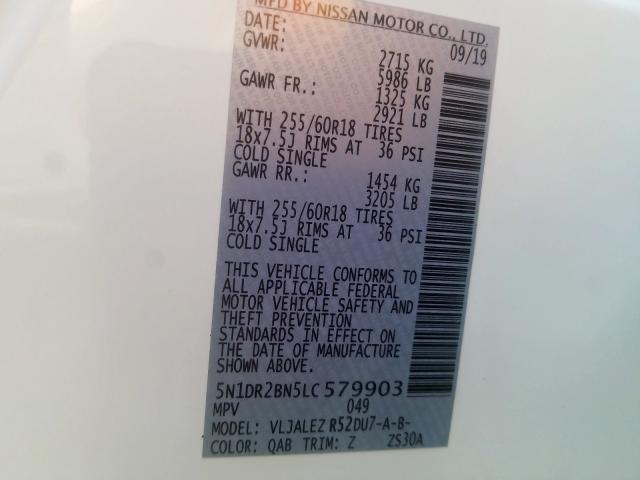 MFD BY NISSAN MOTOR CO., LTD.
DATE: 09/19
GVWR: 2715 KG
5986 LB
GAWR FR.: 1325 KG
2921 LB
WITH 255/60R18 TIRES
18x7.5J RIMS AT 36 PSI
COLD SINGLE
GAWR RR.: 1454 KG
3205 LB
WITH 255/60R18 TIRES
18x7.5J RIMS AT 36 PSI
COLD SINGLE
THIS VEHICLE CONFORMS TO
ALL APPLICABLE FEDERAL
MOTOR VEHICLE SAFETY AND
THEFT PREVENTION
STANDARDS IN EFFECT ON
THE DATE OF MANUFACTURE
SHOWN ABOVE.
5N1DR2BN5LC579903
MPV 049
MODEL: VLJALEZ R52DU7-A-B-
COLOR: QAB TRIM: Z ZS30A